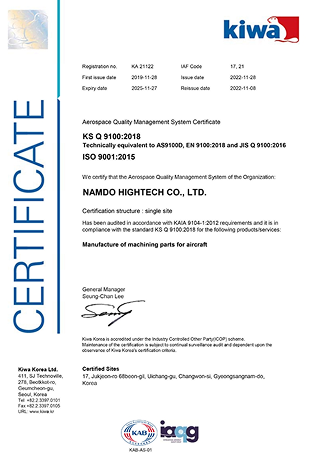 kiwa
CERTIFICATE
Registration no. KA 21122 IAF Code 17, 21
First issue date 2019-11-28 Issue date 2022-11-28
Expiry date 2025-11-27 Reissue date 2022-11-08
Aerospace Quality Management System Certificate
KS Q 9100:2018
Technically equivalent to AS9100D, EN 9100:2018 and JIS Q 9100:2016
ISO 9001:2015
We certify that the Aerospace Quality Management System of the Organization:
NAMDO HIGHTECH CO., LTD.
Certification structure : single site
Has been audited in accordance with KAIA 9104-1:2012 requirements and it is in
compliance with the standard KS Q 9100:2018 for the following products/services:
Manufacture of machining parts for aircraft
General Manager
Seung-Chan Lee
Kiwa Korea is accredited under the Industry Controlled Other Party(ICOP) scheme.
Maintenance of the certification is subject to continual surveillance audit and dependent upon the
observance of Kiwa Korea's certification criteria.
Kiwa Korea Ltd.
411, SJ Technoville,
278, Beotkkot-ro,
Geumcheon-gu,
Seoul, Korea
Tel +82.2.3397.0101
Fax +82.2.3397.0105
URL: www.kiwa.kr
Certified Sites
17, Jukjeon-ro 68beon-gil, Uichang-gu, Changwon-si, Gyeongsangnam-do,
Korea
KAB
iaqg
KAB-AS-01